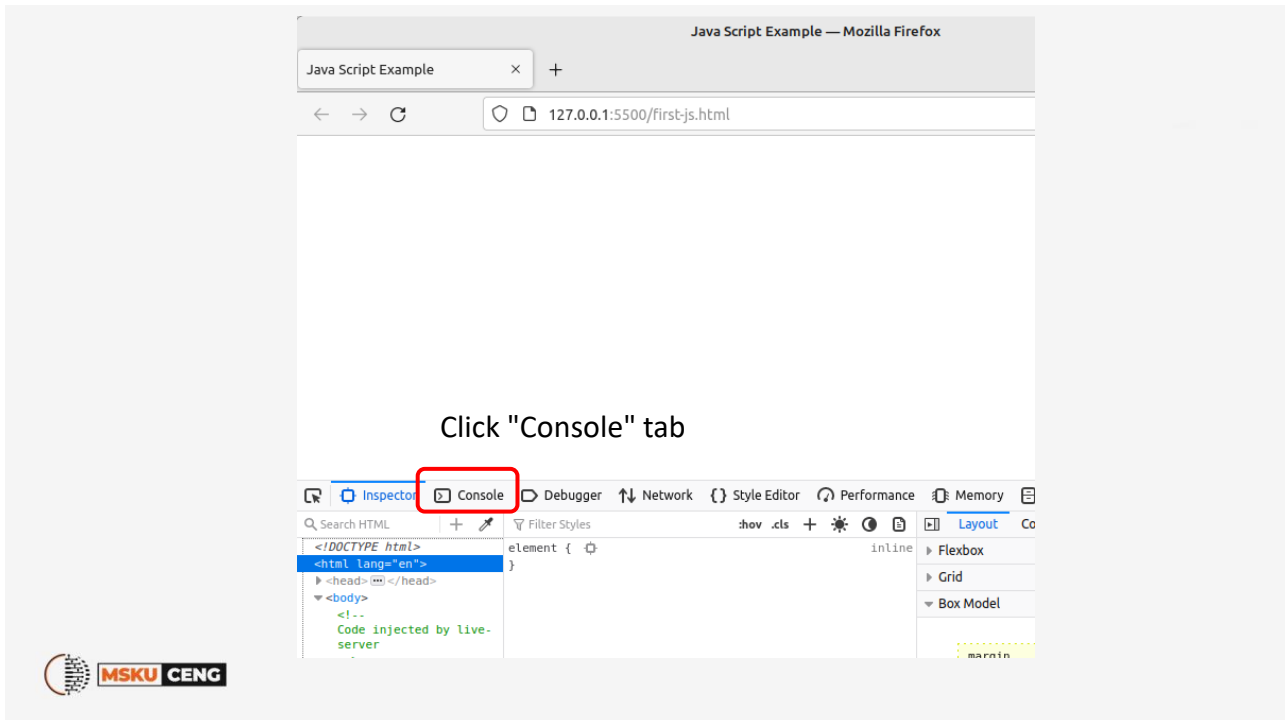 Java Script Example — Mozilla Firefox
Java Script Example
127.0.0.1:5500/first-js.html
Click "Console" tab
Inspector Console Debugger Network {} Style Editor Performance Memory
Search HTML + Filter Styles :hov .cls + Layout Co
<!DOCTYPE html> element { inline Flexbox
<html lang="en"> }
<head> </head> Grid
<body> Box Model
<!--
Code injected by live-
server
margin
MSKU CENG